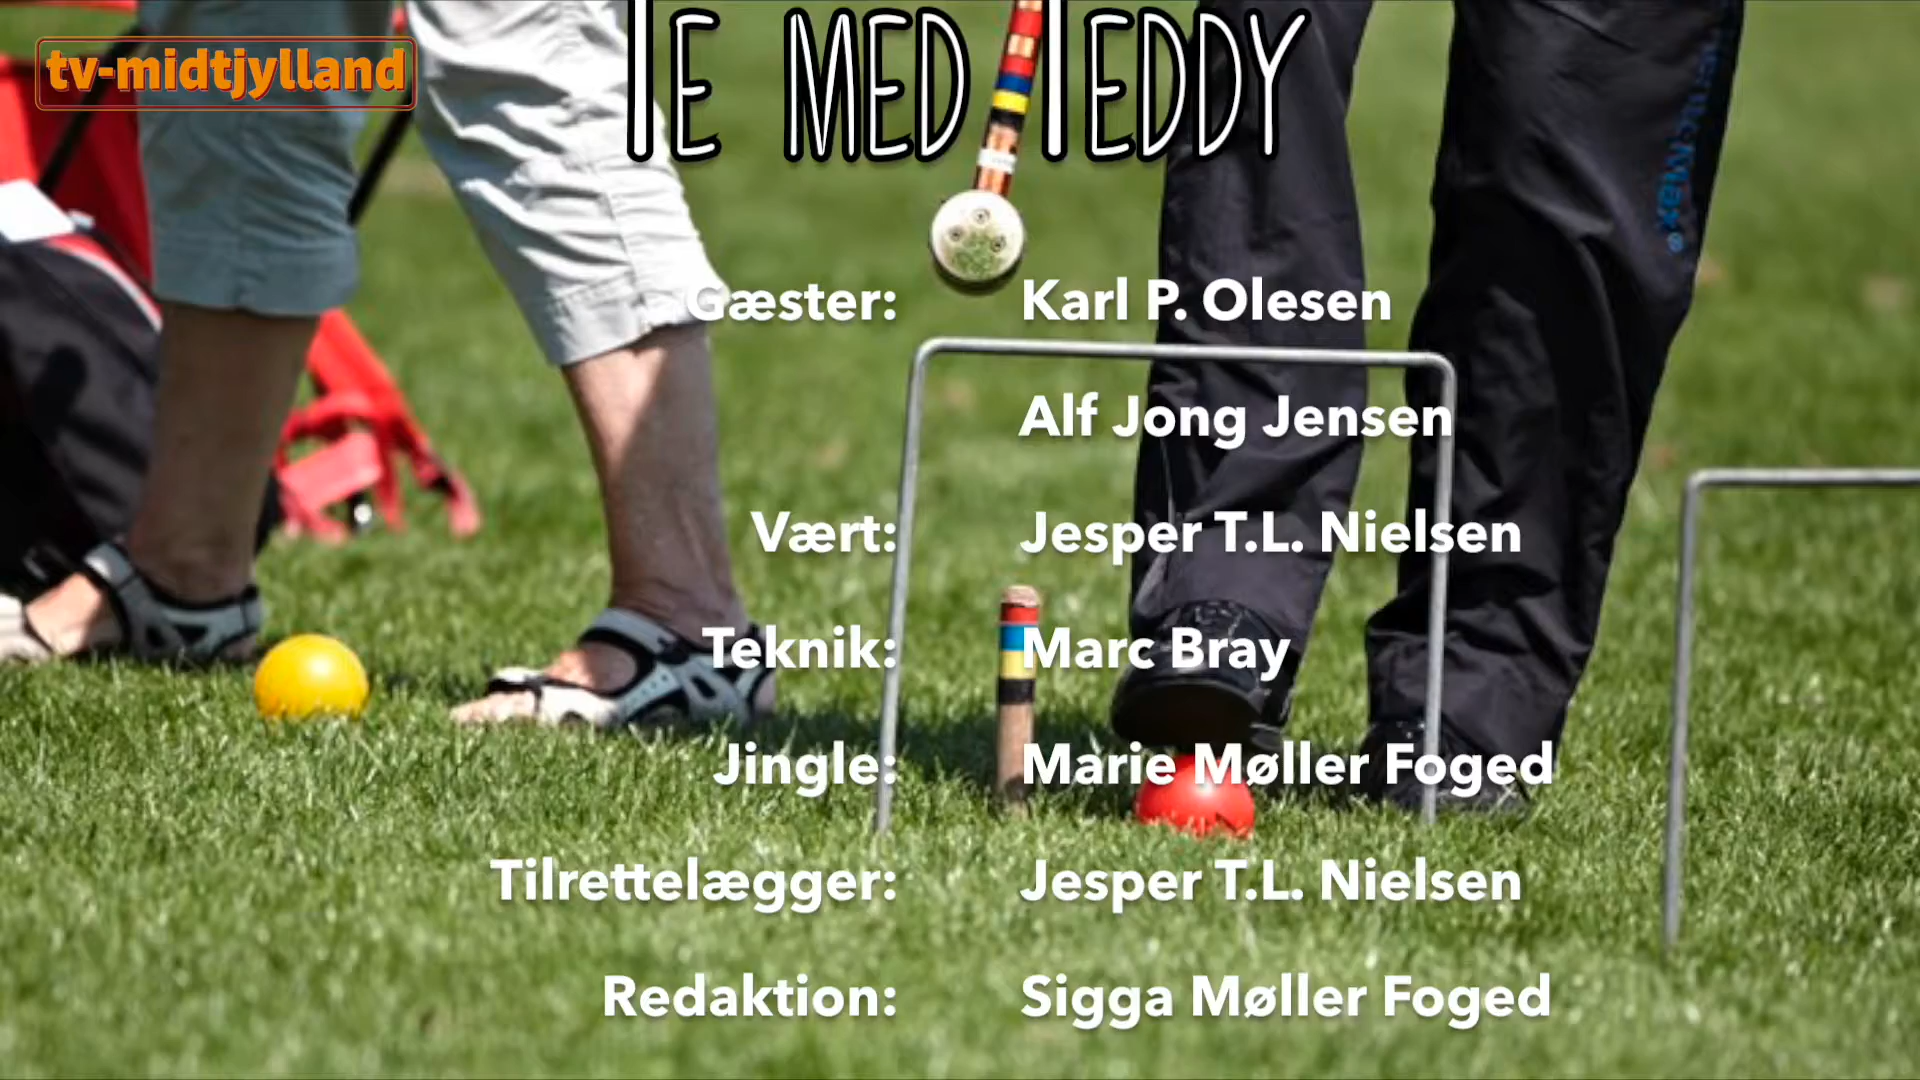 tv-midtjylland
Te med Teddy
Gæster: Karl P. Olesen
Alf Jong Jensen
Vært: Jesper T.L. Nielsen
Teknik: Marc Bray
Jingle: Marie Møller Foged
Tilrettelægger: Jesper T.L. Nielsen
Redaktion: Sigga Møller Foged